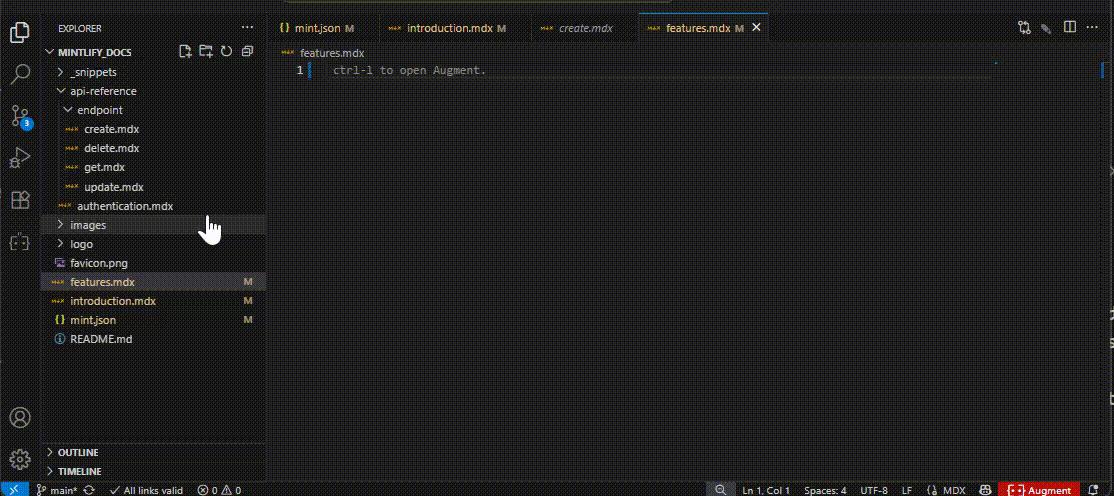 EXPLORER
mint.json M
introduction.mdx M
create.mdx
features.mdx M
MINTLIFY_DOCS
features.mdx
_snippets
1 ctrl-l to open Augment.
api-reference
endpoint
create.mdx
delete.mdx
get.mdx
update.mdx
authentication.mdx
images
logo
favicon.png
features.mdx M
introduction.mdx M
mint.json M
README.md
3
OUTLINE
TIMELINE
main* All links valid 0 0 Ln 1, Col 1 Spaces: 4 UTF-8 LF MDX Augment